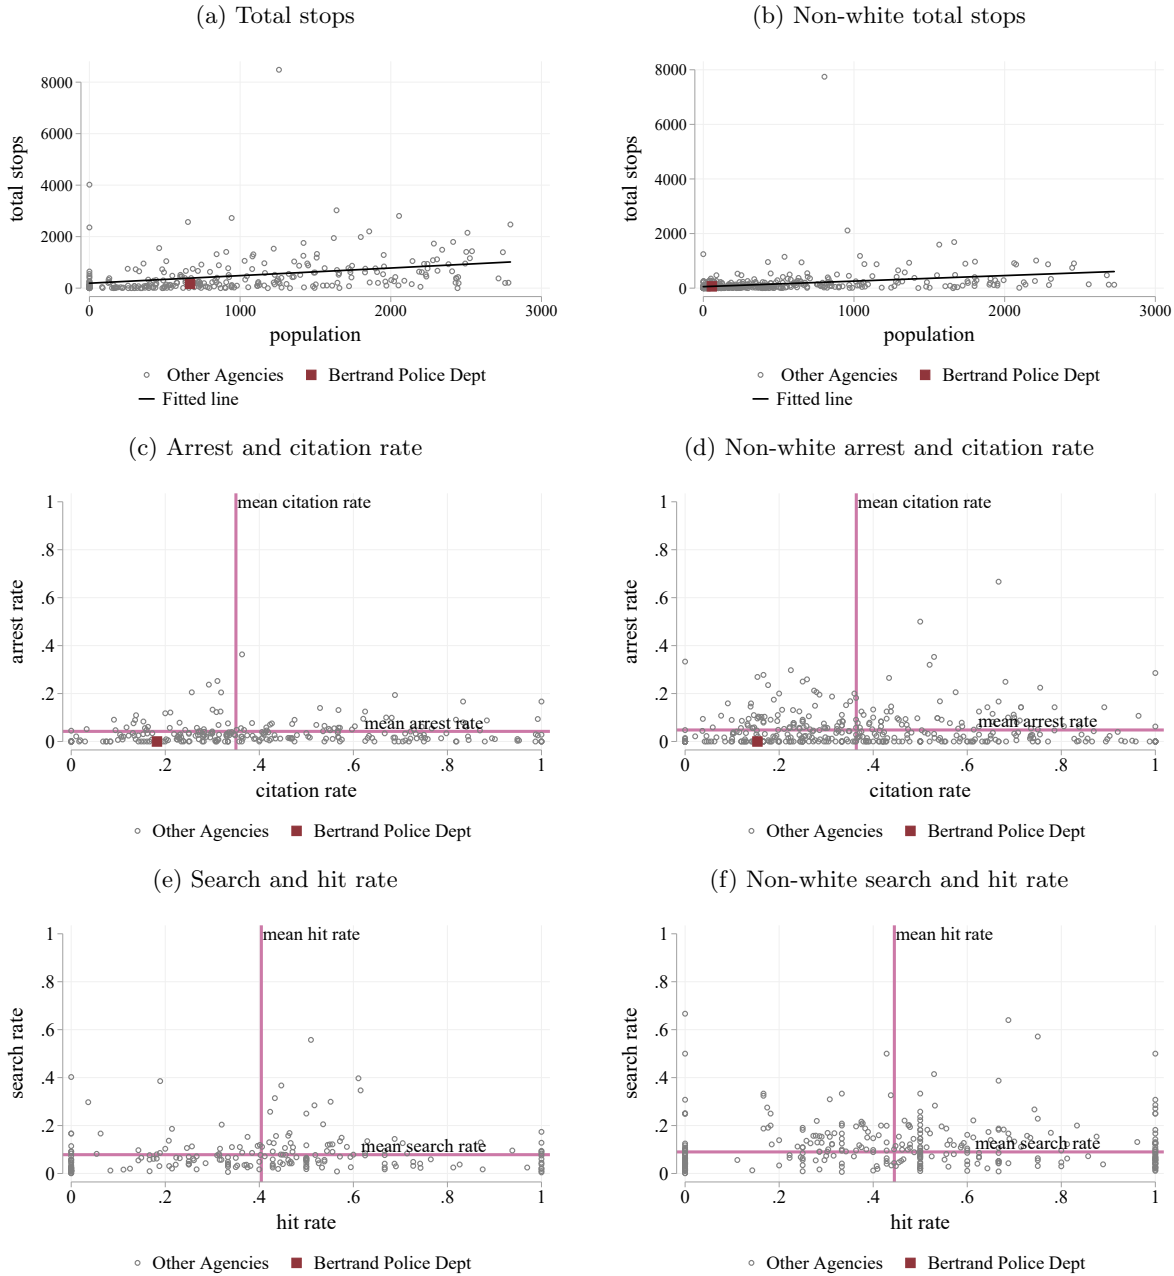 (a) Total stops
(b) Non-white total stops
total stops
8000
6000
4000
2000
0
0 1000 2000 3000
population
Other Agencies Bertrand Police Dept
Fitted line
total stops
8000
6000
4000
2000
0
0 1000 2000 3000
population
Other Agencies Bertrand Police Dept
Fitted line
(c) Arrest and citation rate
(d) Non-white arrest and citation rate
arrest rate
1
.8
.6
.4
.2
0
mean citation rate
mean arrest rate
0 .2 .4 .6 .8 1
citation rate
Other Agencies Bertrand Police Dept
arrest rate
1
.8
.6
.4
.2
0
mean citation rate
mean arrest rate
0 .2 .4 .6 .8 1
citation rate
Other Agencies Bertrand Police Dept
(e) Search and hit rate
(f) Non-white search and hit rate
search rate
1
.8
.6
.4
.2
0
mean hit rate
mean search rate
0 .2 .4 .6 .8 1
hit rate
Other Agencies Bertrand Police Dept
search rate
1
.8
.6
.4
.2
0
mean hit rate
mean search rate
0 .2 .4 .6 .8 1
hit rate
Other Agencies Bertrand Police Dept